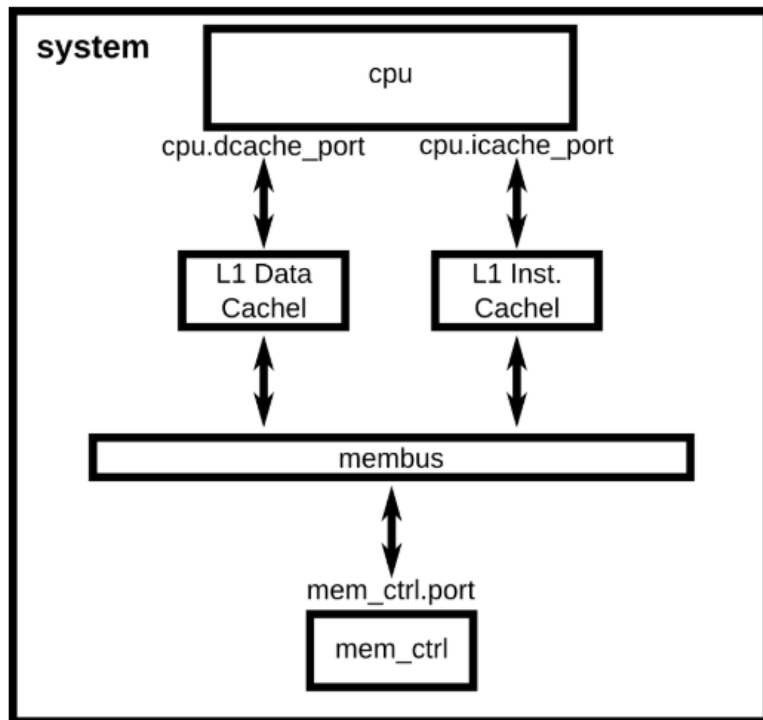 system
cpu
cpu.dcache_port
cpu.icache_port
L1 Data
Cachel
L1 Inst.
Cachel
membus
mem_ctrl.port
mem_ctrl